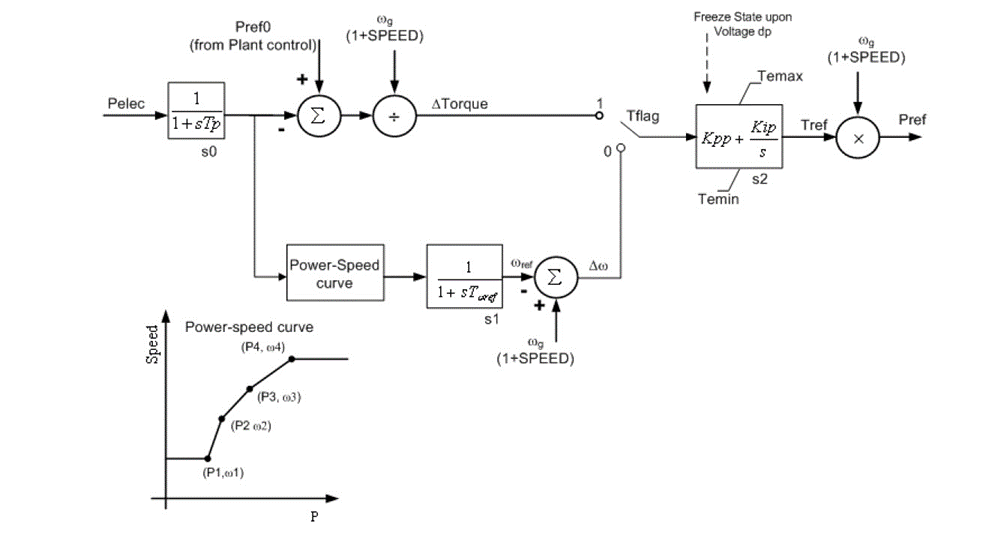 Pref0
(from Plant control)
ωg
(1+SPEED)
Freeze State upon
Voltage dp
ωg
(1+SPEED)
Temax
+
Pelec
1
1+sTp
s0
-
Σ
÷
ΔTorque
1
Tflag
0
Kpp + Kip
s
s2
Temin
Tref
×
Pref
Power-Speed
curve
1
1 + sTωref
s1
ωref
-
+
Σ
Δω
ωg
(1+SPEED)
Power-speed curve
Speed
(P4, ω4)
(P3, ω3)
(P2 ω2)
(P1,ω1)
P